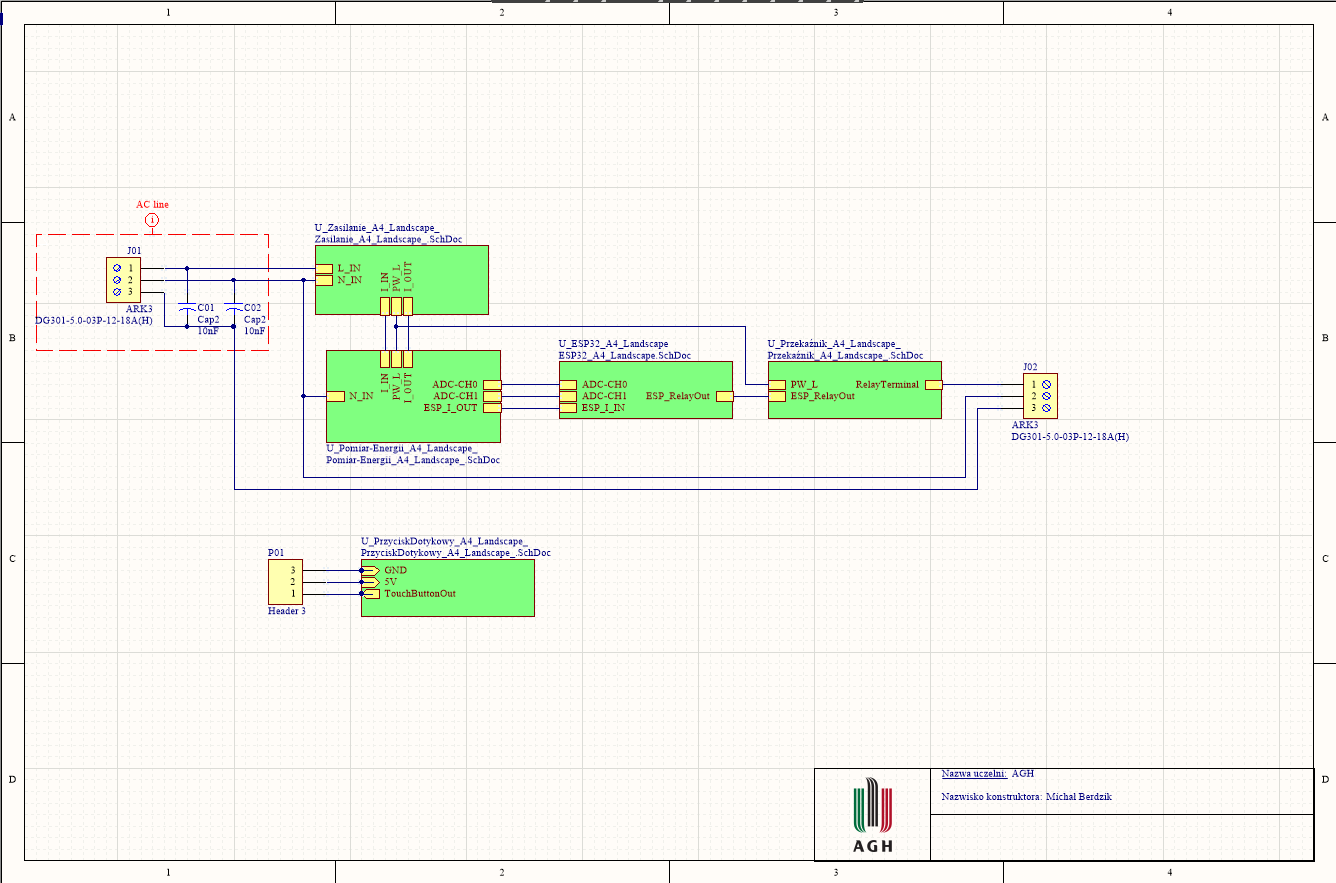 1 2 3 4
A A
AC line
1
J01
1
2
3
ARK3
DG301-5.0-03P-12-18A(H)
C01
Cap2
10nF
C02
Cap2
10nF
U_Zasilanie_A4_Landscape_
Zasilanie_A4_Landscape_.SchDoc
L_IN
N_IN
I_IN
PW_L
I_OUT
B B
I_IN
PW_L
I_OUT
N_IN
ADC-CH0
ADC-CH1
ESP_I_OUT
U_Pomiar-Energii_A4_Landscape_
Pomiar-Energii_A4_Landscape_.SchDoc
U_ESP32_A4_Landscape
ESP32_A4_Landscape.SchDoc
ADC-CH0
ADC-CH1
ESP_I_IN
ESP_RelayOut
U_Przekaźnik_A4_Landscape_
Przekaźnik_A4_Landscape_.SchDoc
PW_L
ESP_RelayOut
RelayTerminal
J02
1
2
3
ARK3
DG301-5.0-03P-12-18A(H)
C C
P01
3
2
1
Header 3
U_PrzyciskDotykowy_A4_Landscape_
PrzyciskDotykowy_A4_Landscape_.SchDoc
GND
5V
TouchButtonOut
D D
AGH
Nazwa uczelni: AGH
Nazwisko konstruktora: Michał Berdzik
1 2 3 4